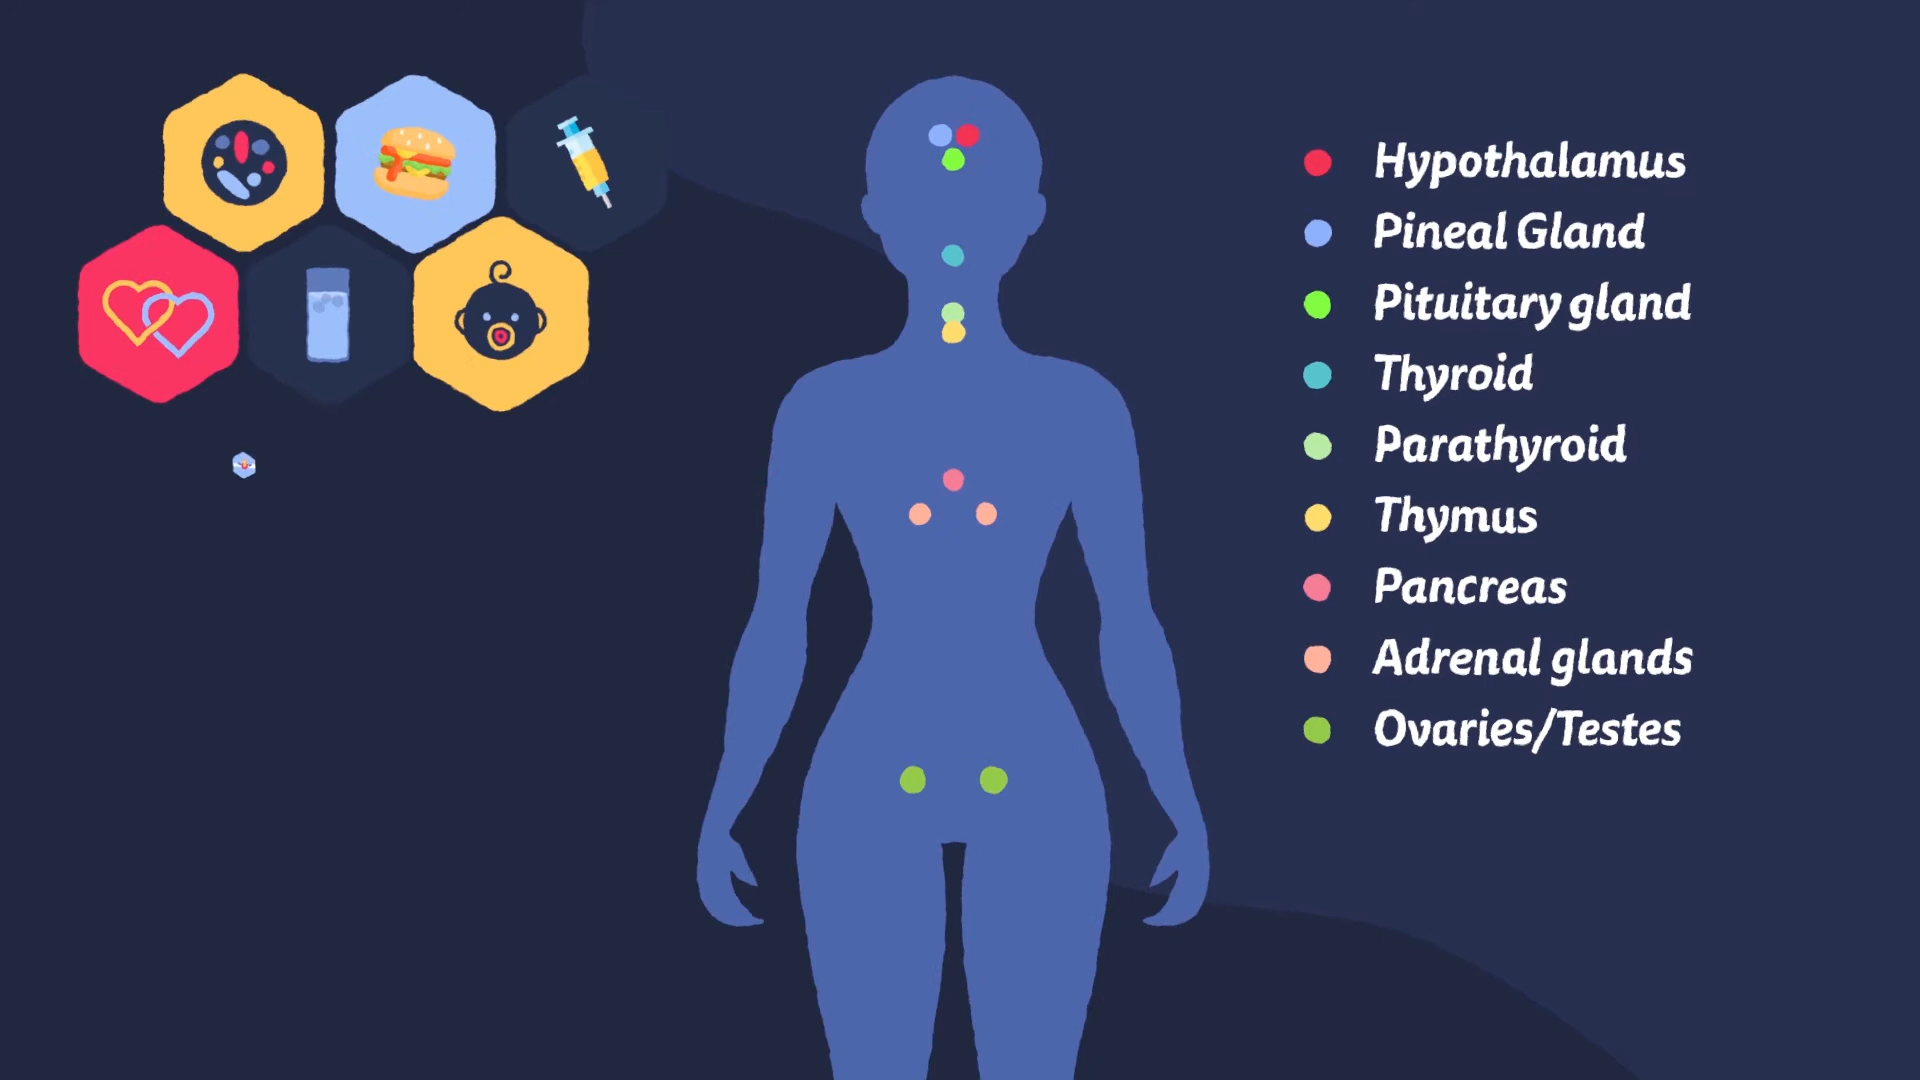 Hypothalamus
Pineal Gland
Pituitary gland
Thyroid
Parathyroid
Thymus
Pancreas
Adrenal glands
Ovaries/Testes